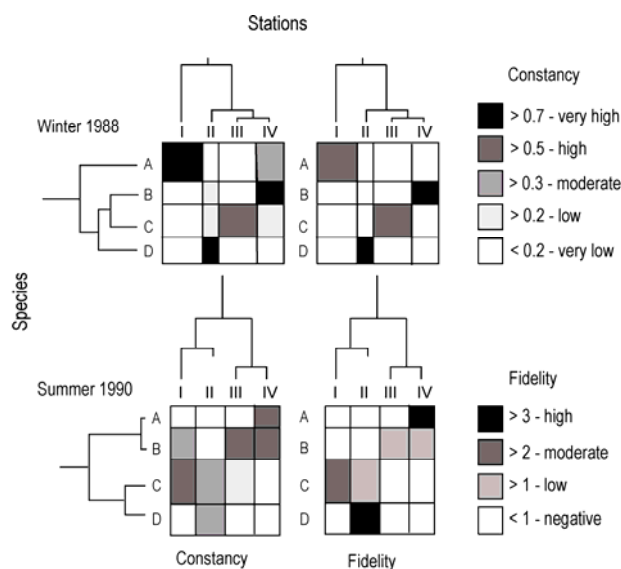 Stations
Constancy
> 0.7 - very high
> 0.5 - high
> 0.3 - moderate
> 0.2 - low
< 0.2 - very low
Winter 1988
I II III IV
I II III IV
A
B
C
D
A
B
C
D
Species
Summer 1990
I II III IV
I II III IV
A
B
C
D
A
B
C
D
Constancy
Fidelity
Fidelity
> 3 - high
> 2 - moderate
> 1 - low
< 1 - negative